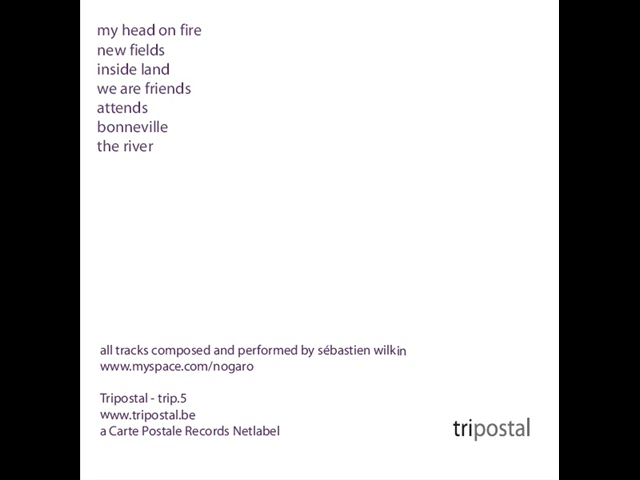 my head on fire
new fields
inside land
we are friends
attends
bonneville
the river
all tracks composed and performed by sébastien wilkin
www.myspace.com/nogaro
Tripostal - trip.5
www.tripostal.be
a Carte Postale Records Netlabel
tripostal